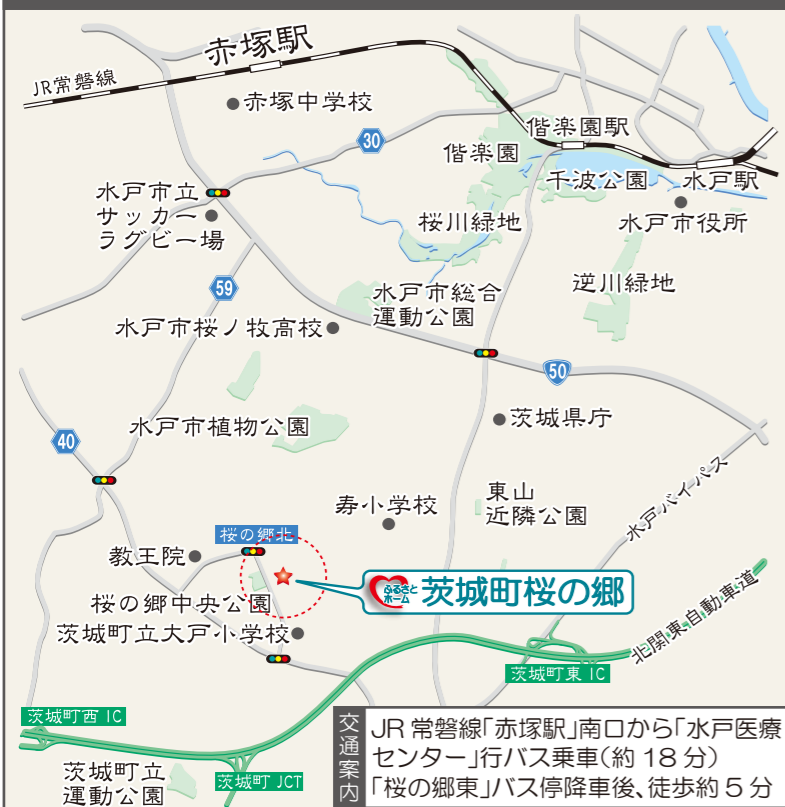 赤塚駅
JR常磐線
赤塚中学校
30
偕楽園駅
偕楽園
千波公園
水戸駅
水戸市立
サッカー
ラグビー場
桜川緑地
水戸市役所
59
水戸市総合
運動公園
逆川緑地
水戸市桜ノ牧高校
50
水戸市植物公園
茨城県庁
40
寿小学校
東山
近隣公園
水戸バイパス
桜の郷北
教王院
ふるさと
ホーム
茨城町桜の郷
桜の郷中央公園
茨城町立大戸小学校
北関東自動車道
茨城町東IC
茨城町西IC
茨城町立
運動公園
茨城町JCT
交通案内
JR常磐線「赤塚駅」南口から「水戸医療
センター」行バス乗車(約18分)
「桜の郷東」バス停降車後、徒歩約5分